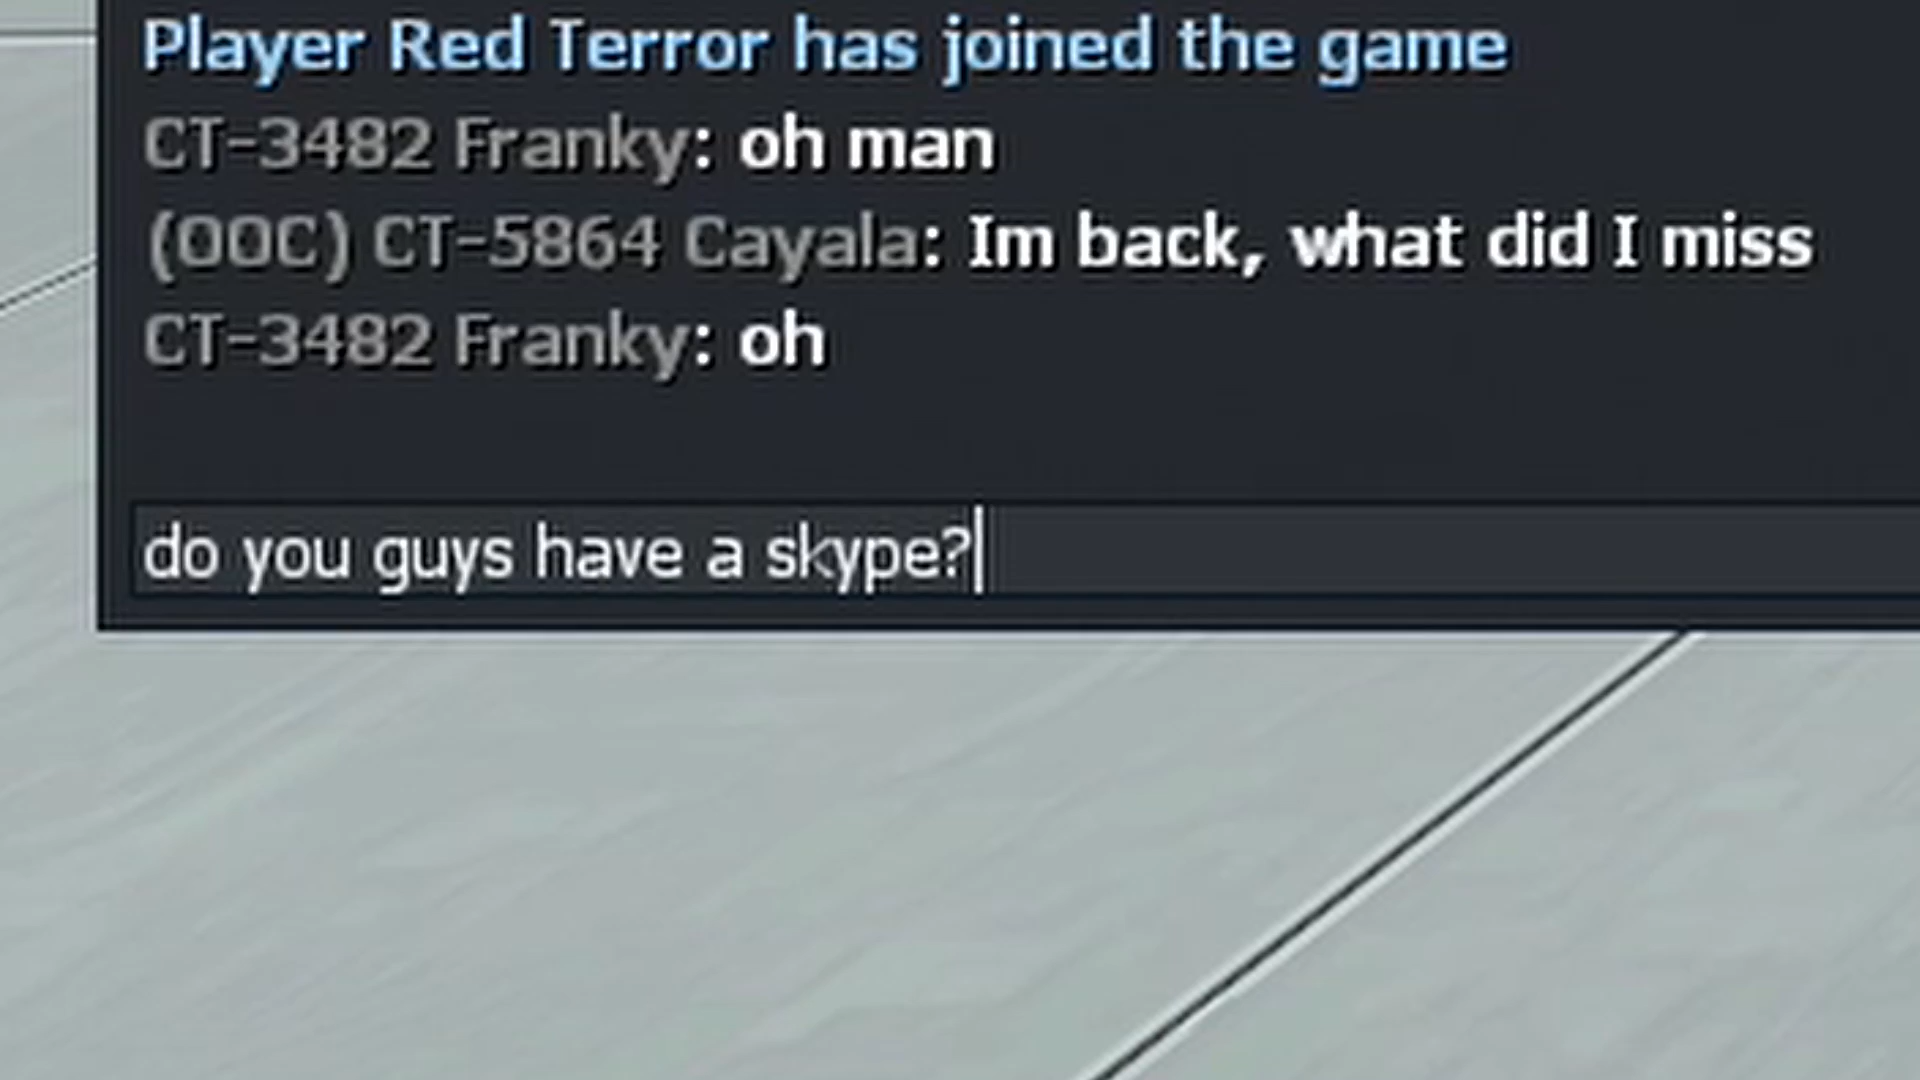 Player Red Terror has joined the game
CT-3482 Franky: oh man
(OOC) CT-5864 Cayala: Im back, what did I miss
CT-3482 Franky: oh
do you guys have a skype?